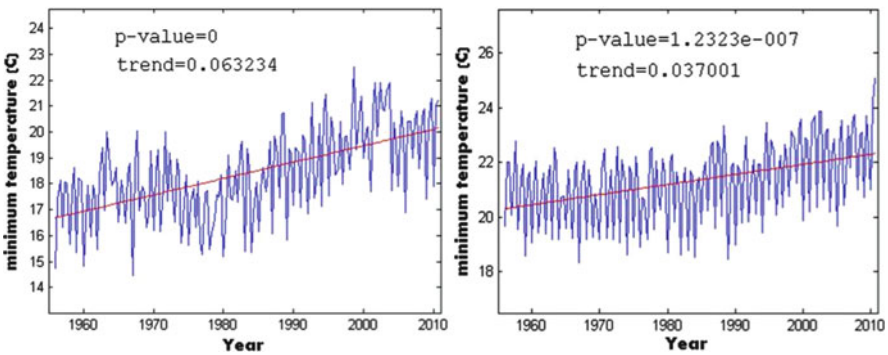 p-value=0
trend=0.063234
minimum temperature (C)
24
23
22
21
20
19
18
17
16
15
14
1960 1970 1980 1990 2000 2010
Year
p-value=1.2323e-007
trend=0.037001
minimum temperature (C)
26
24
22
20
18
1960 1970 1980 1990 2000 2010
Year